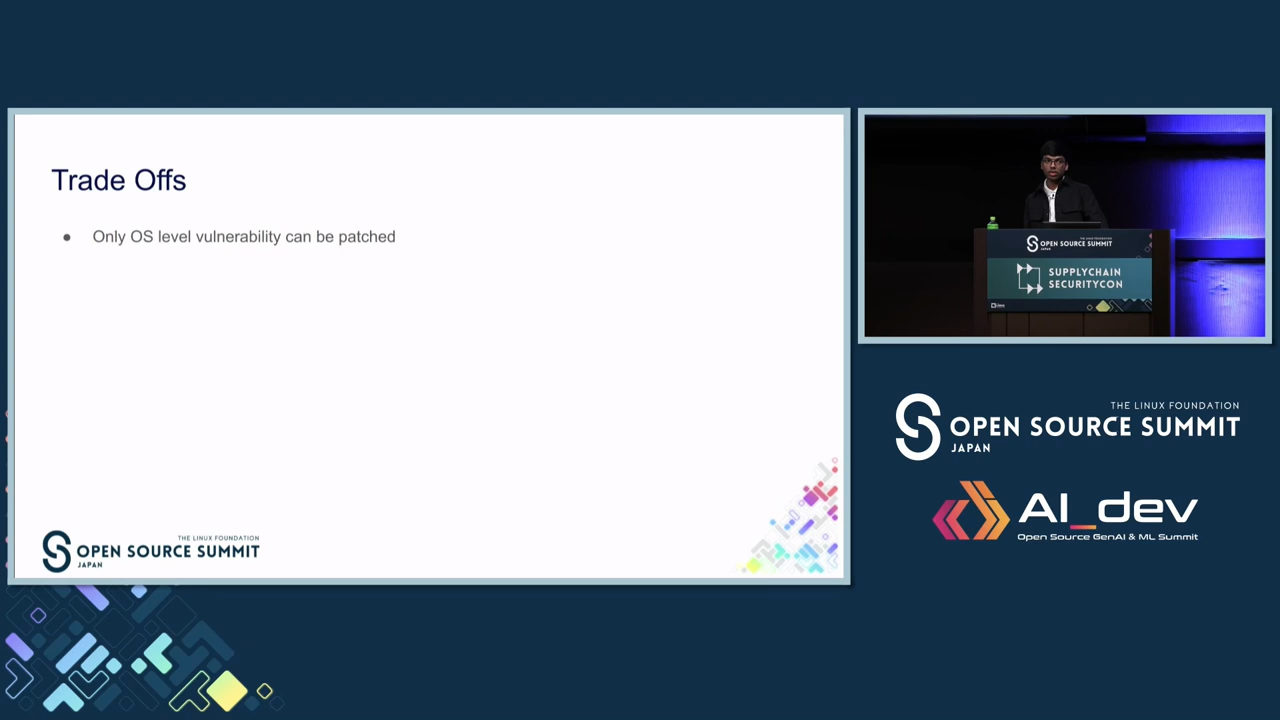 Trade Offs
● Only OS level vulnerability can be patched
THE LINUX FOUNDATION
OPEN SOURCE SUMMIT
JAPAN
OPEN SOURCE SUMMIT
JAPAN
SUPPLYCHAIN
SECURITYCON
THE LINUX FOUNDATION
OPEN SOURCE SUMMIT
JAPAN
AI_dev
Open Source GenAI & ML Summit